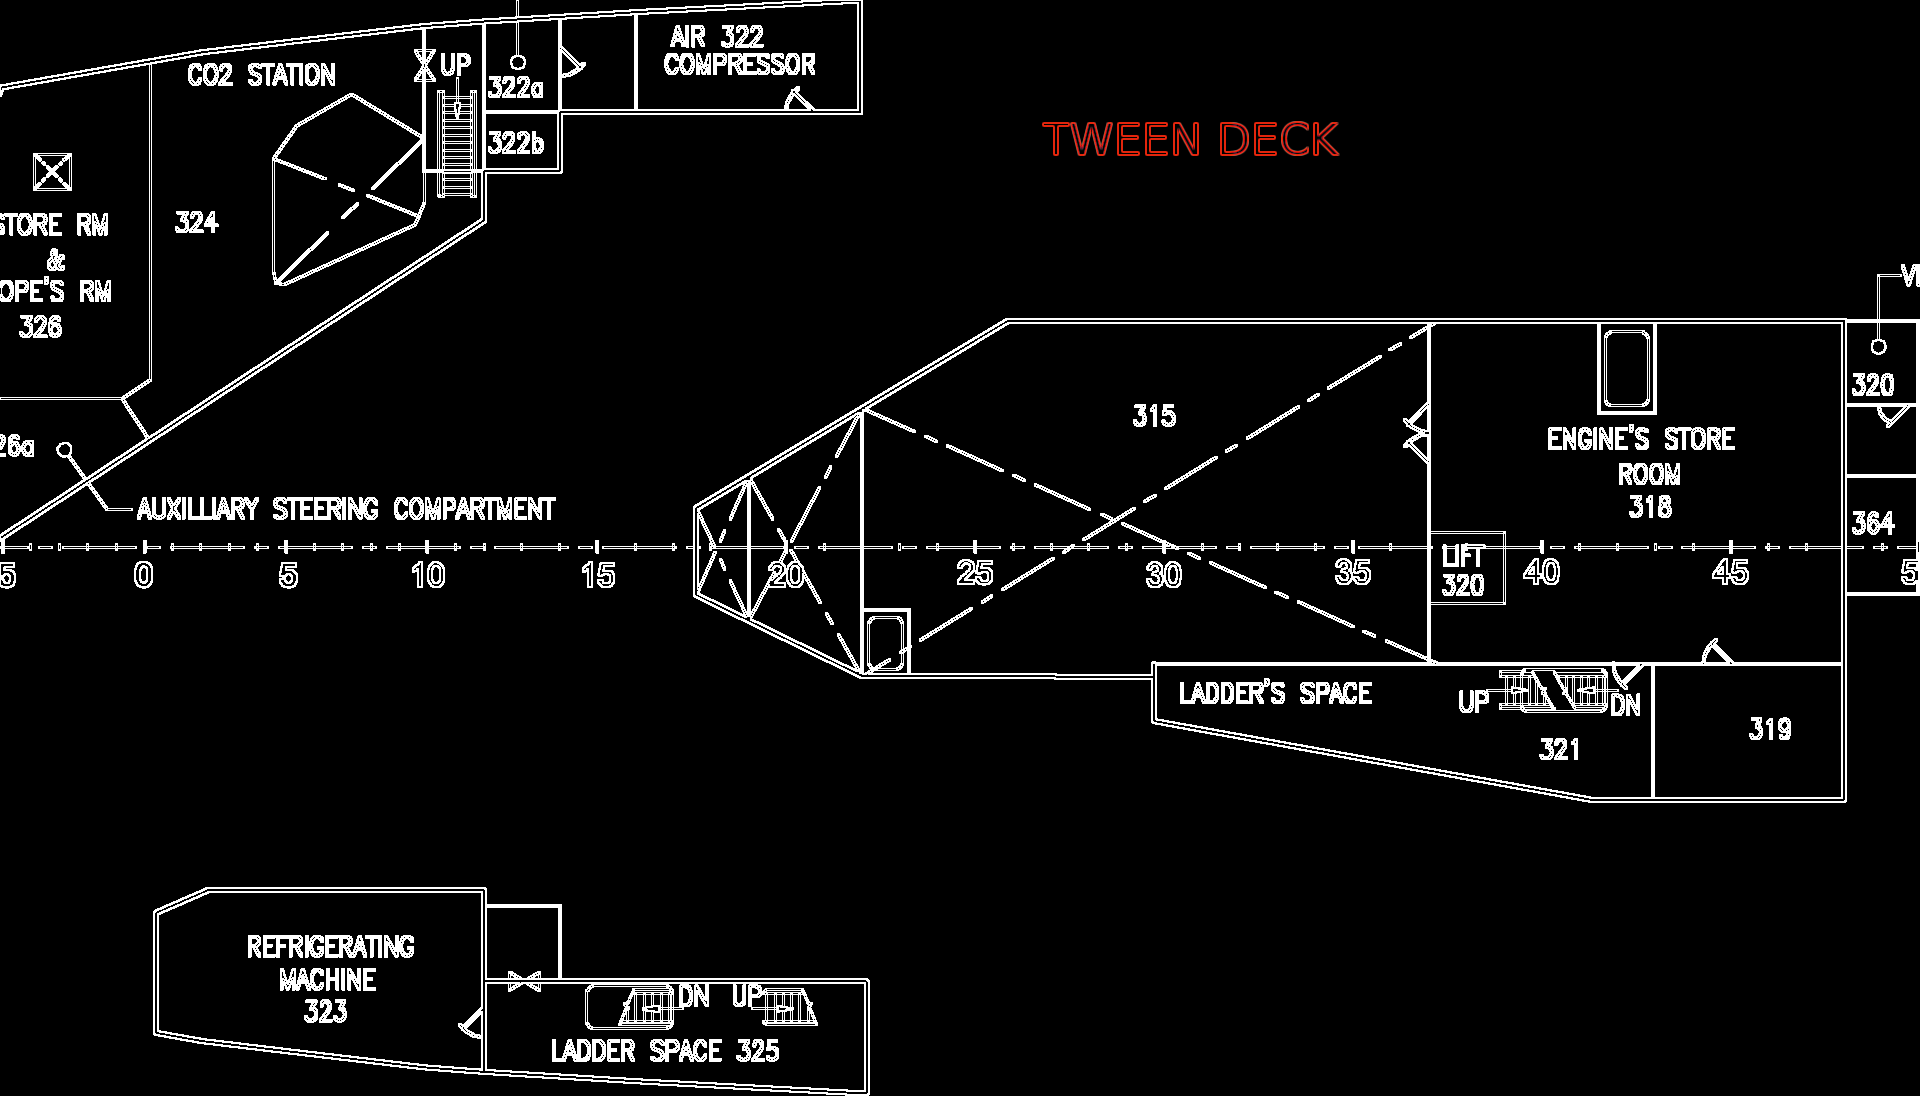 AIR 322
COMPRESSOR
CO2 STATION
UP
322a
322b
TWEEN DECK
STORE RM
&
OPE'S RM
326
324
26a
AUXILLIARY STEERING COMPARTMENT
315
ENGINE'S STORE
ROOM
318
320
364
5 0 5 10 15 20 25 30 35 40 45 5
LIFT
320
LADDER'S SPACE
UP
DN
321
319
REFRIGERATING
MACHINE
323
DN UP
LADDER SPACE 325